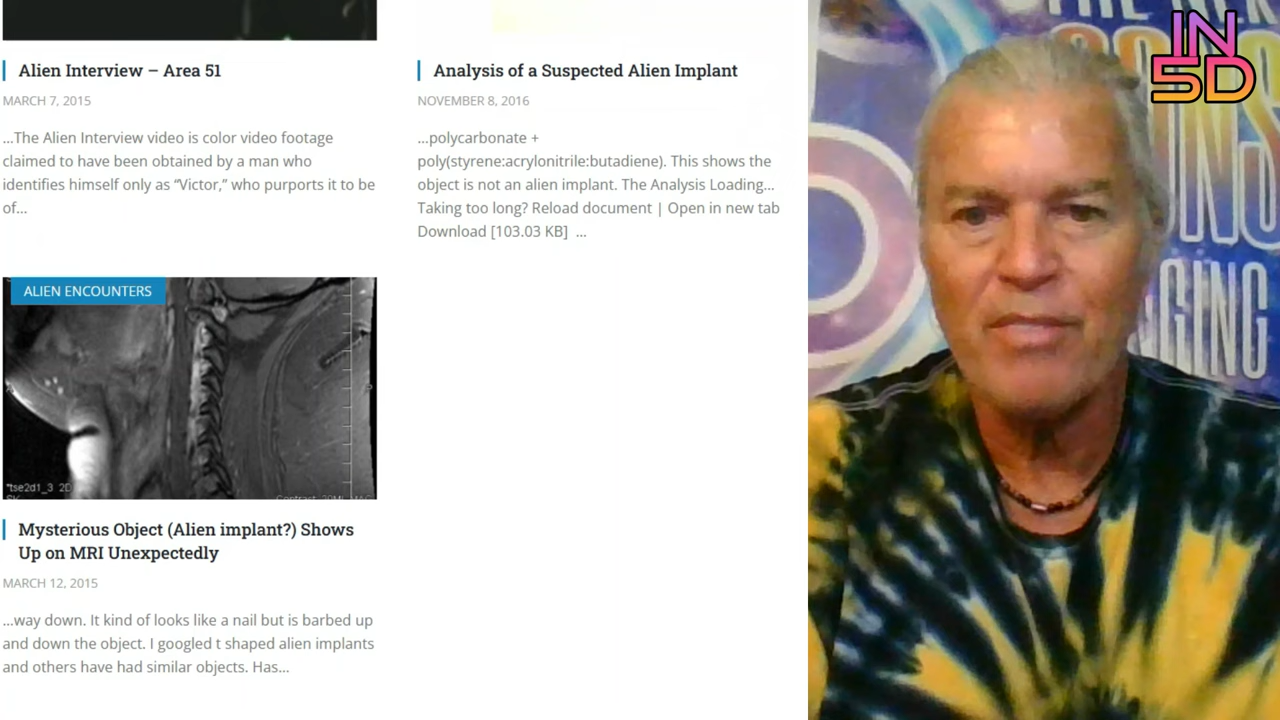 Alien Interview – Area 51
MARCH 7, 2015
...The Alien Interview video is color video footage
claimed to have been obtained by a man who
identifies himself only as “Victor,” who purports it to be
of...
Analysis of a Suspected Alien Implant
NOVEMBER 8, 2016
...polycarbonate +
poly(styrene:acrylonitrile:butadiene). This shows the
object is not an alien implant. The Analysis Loading...
Taking too long? Reload document | Open in new tab
Download [103.03 KB] ...
ALIEN ENCOUNTERS
*tse2d1_3 2D
Mysterious Object (Alien implant?) Shows
Up on MRI Unexpectedly
MARCH 12, 2015
...way down. It kind of looks like a nail but is barbed up
and down the object. I googled t shaped alien implants
and others have had similar objects. Has...
IN
5D